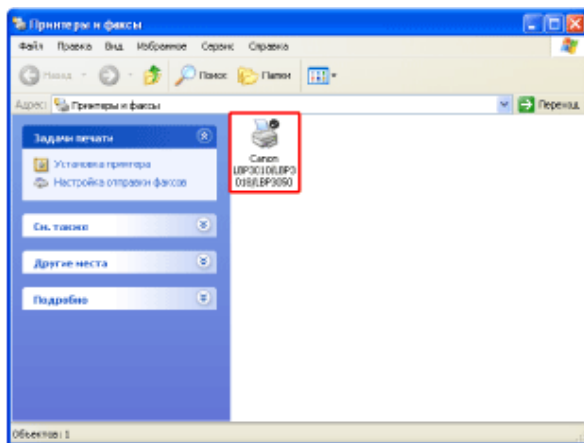 Принтеры и факсы
Файл Правка Вид Избранное Сервис Справка
Назад Поиск Папки
Адрес: Принтеры и факсы Переход
Задачи печати
Установка принтера
Настройка отправки факсов
См. также
Другие места
Подробно
Canon
LBP3010/LBP3
018/LBP3050
Объектов: 1